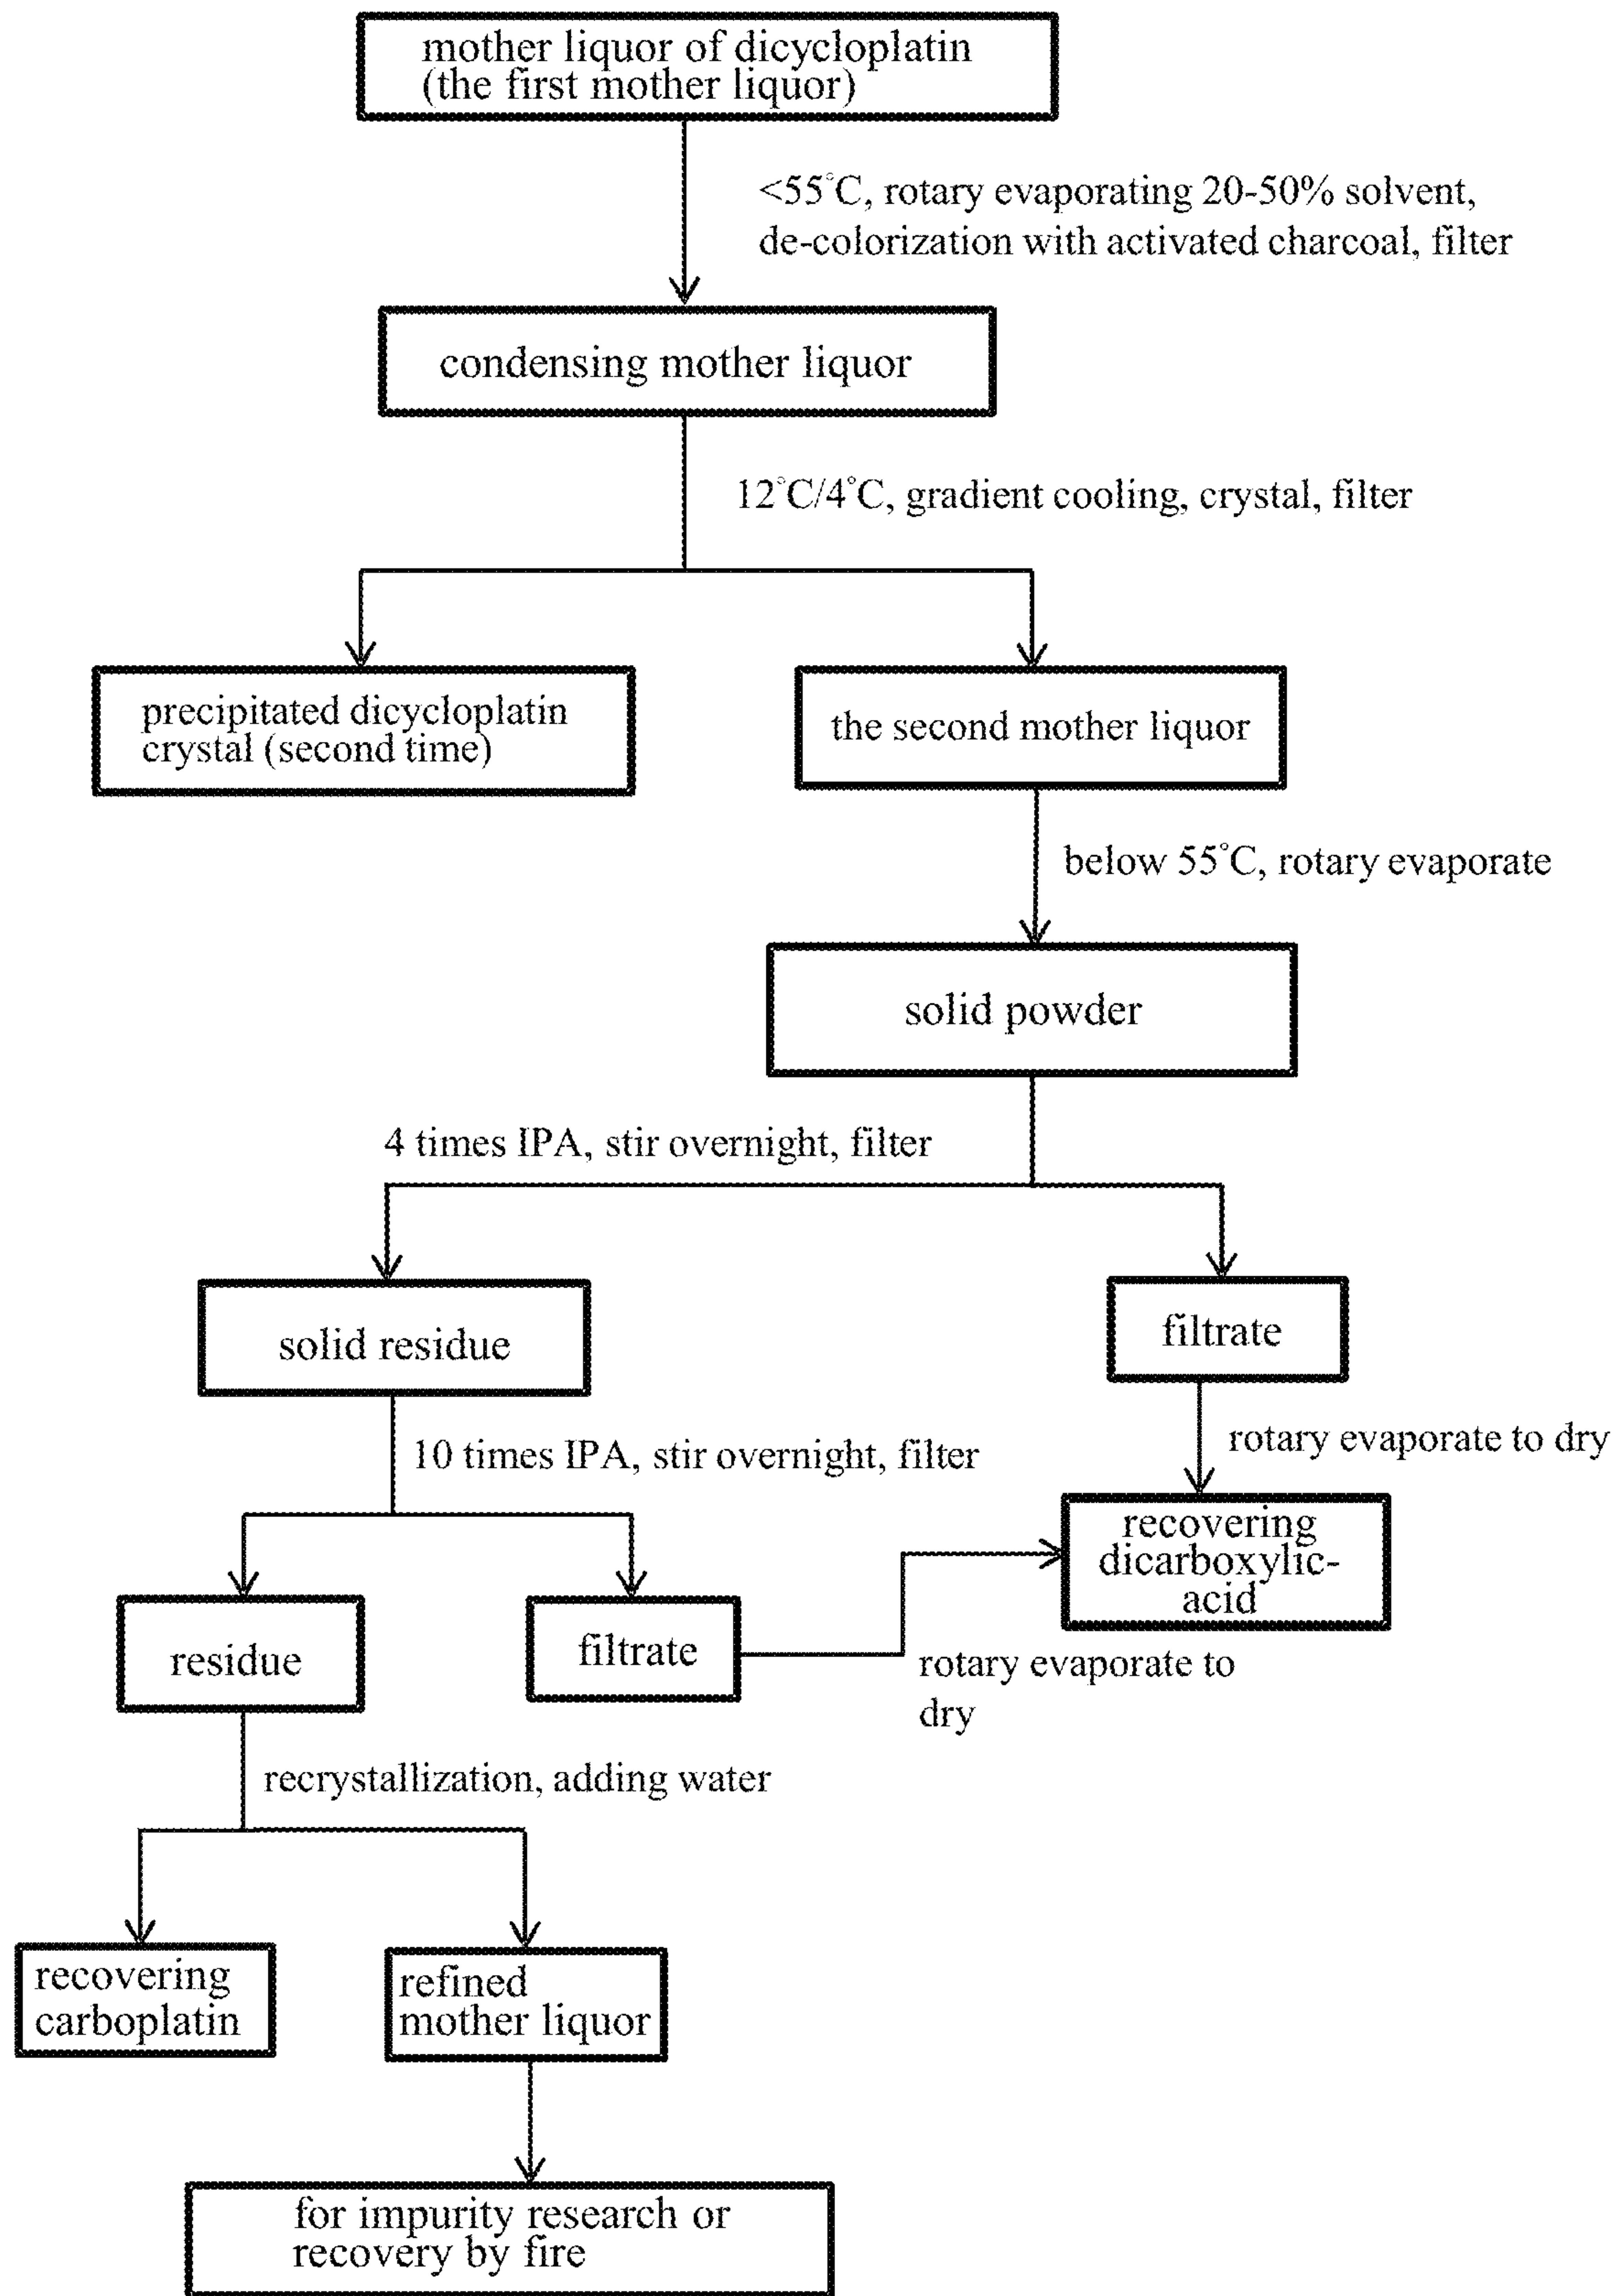 mother liquor of dicycloplatin
(the first mother liquor)
<55°C, rotary evaporating 20-50% solvent,
de-colorization with activated charcoal, filter
condensing mother liquor
12°C/4°C, gradient cooling, crystal, filter
precipitated dicycloplatin
crystal (second time)
the second mother liquor
below 55°C, rotary evaporate
solid powder
4 times IPA, stir overnight, filter
solid residue
filtrate
10 times IPA, stir overnight, filter
rotary evaporate to dry
recovering
dicarboxylic-
acid
residue
filtrate
rotary evaporate to
dry
recrystallization, adding water
recovering
carboplatin
refined
mother liquor
for impurity research or
recovery by fire